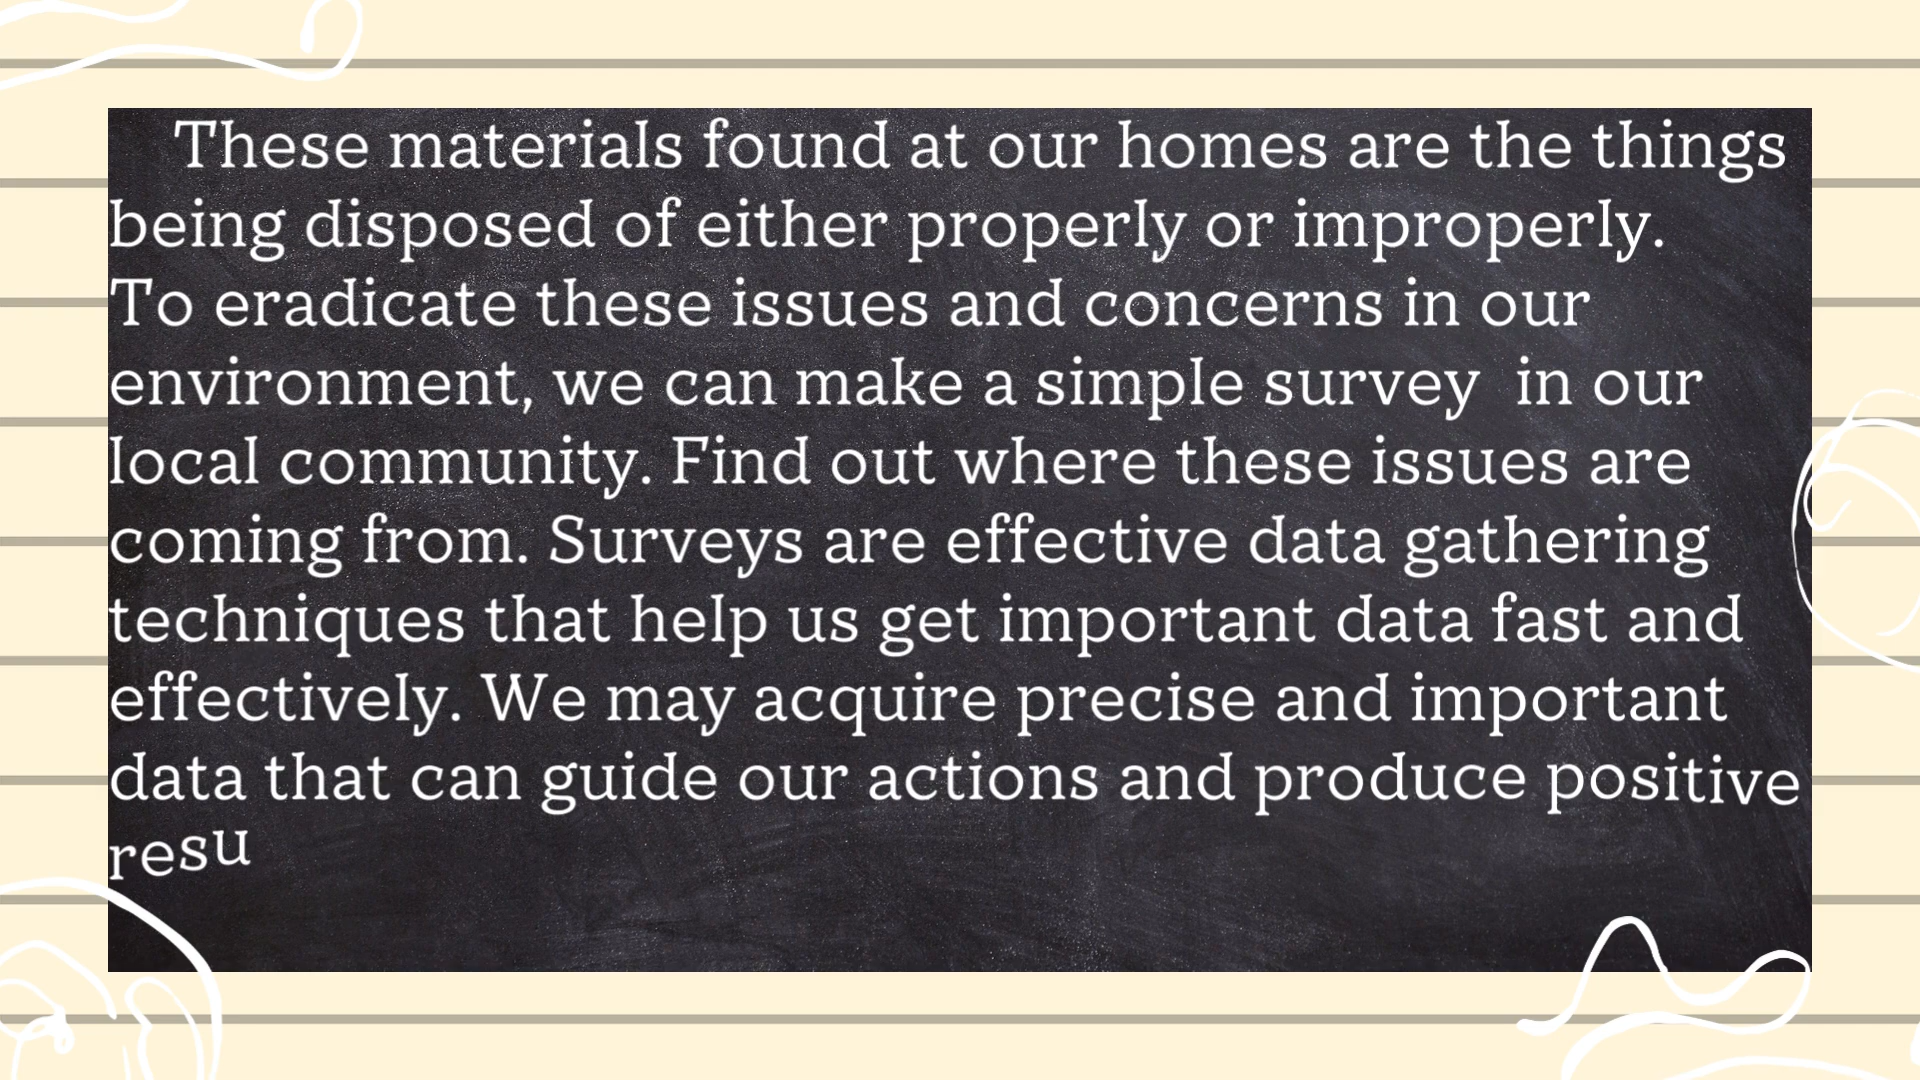 These materials found at our homes are the things
being disposed of either properly or improperly.
To eradicate these issues and concerns in our
environment, we can make a simple survey  in our
local community. Find out where these issues are
coming from. Surveys are effective data gathering
techniques that help us get important data fast and
effectively. We may acquire precise and important
data that can guide our actions and produce positive
resu